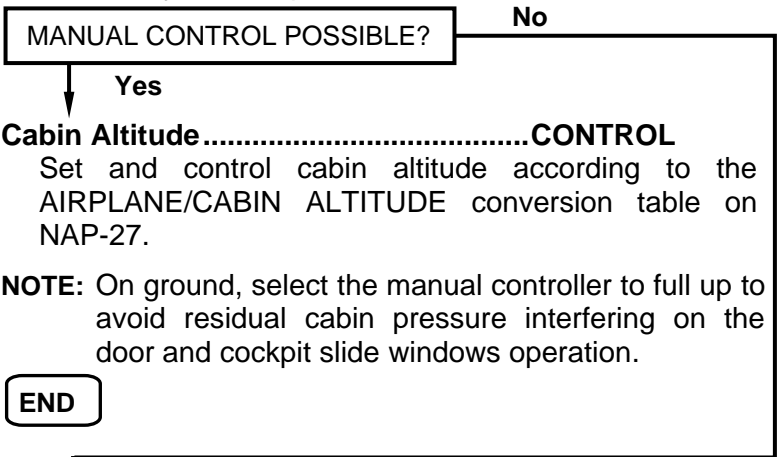 No
MANUAL CONTROL POSSIBLE?
Yes
Cabin Altitude........................................CONTROL
Set and control cabin altitude according to the
AIRPLANE/CABIN ALTITUDE conversion table on
NAP-27.
NOTE: On ground, select the manual controller to full up to
avoid residual cabin pressure interfering on the
door and cockpit slide windows operation.
END